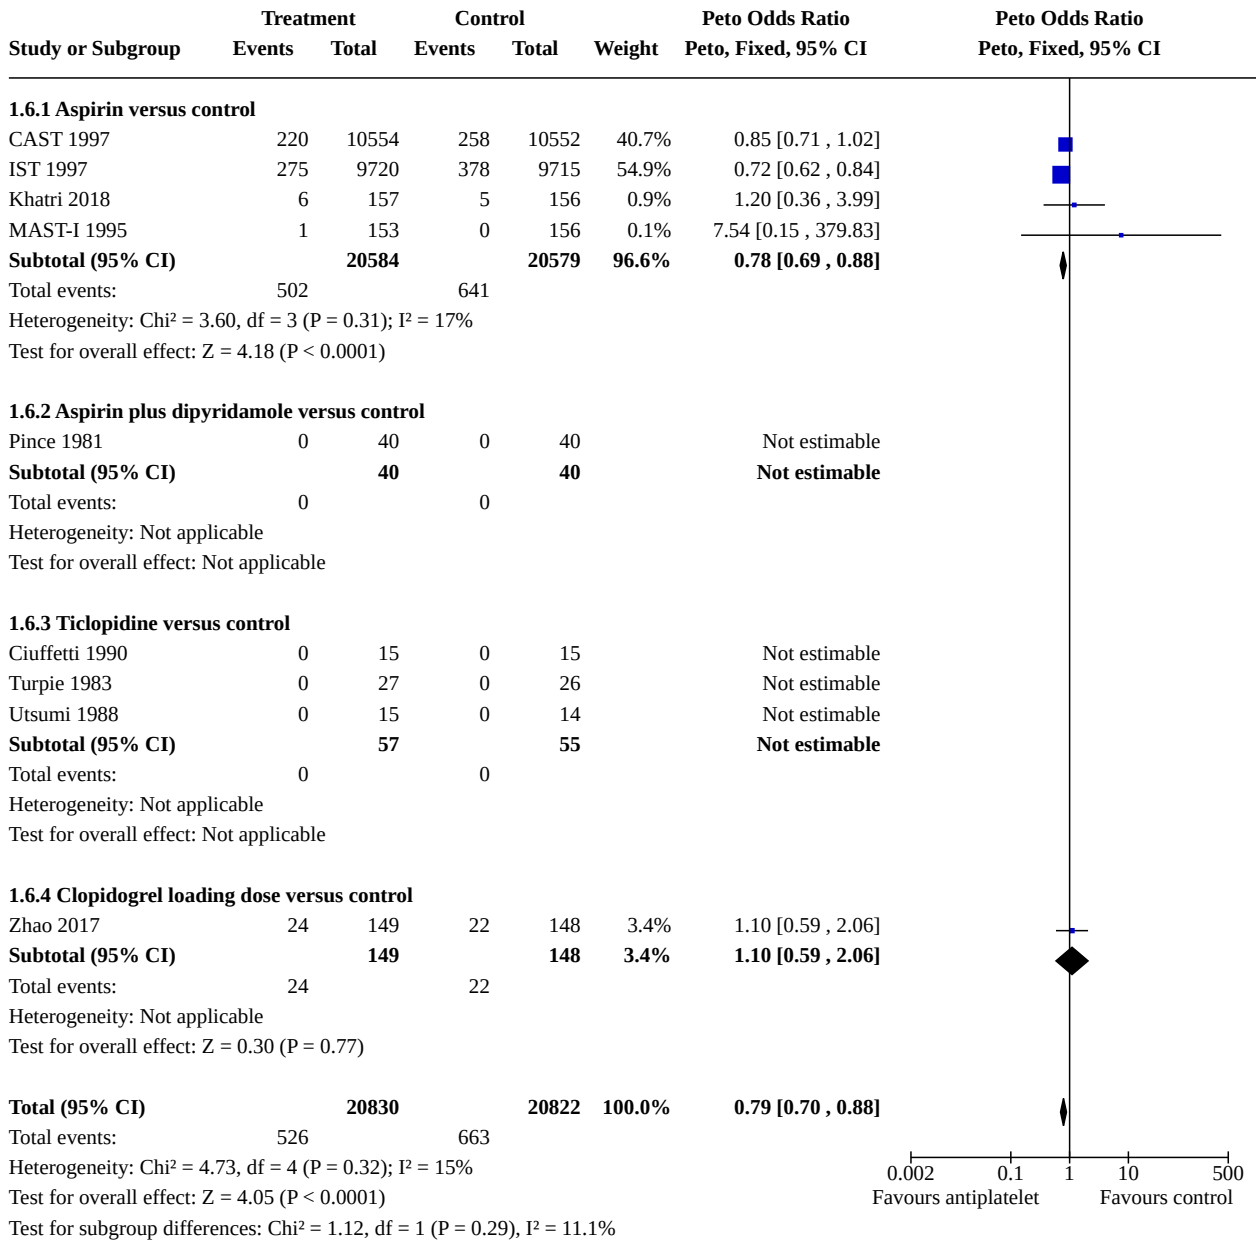 Treatment Control Peto Odds Ratio Peto Odds Ratio
Study or Subgroup Events Total Events Total Weight Peto, Fixed, 95% CI Peto, Fixed, 95% CI
1.6.1 Aspirin versus control
CAST 1997 220 10554 258 10552 40.7% 0.85 [0.71 , 1.02]
IST 1997 275 9720 378 9715 54.9% 0.72 [0.62 , 0.84]
Khatri 2018 6 157 5 156 0.9% 1.20 [0.36 , 3.99]
MAST-I 1995 1 153 0 156 0.1% 7.54 [0.15 , 379.83]
Subtotal (95% CI) 20584 20579 96.6% 0.78 [0.69 , 0.88]
Total events: 502 641
Heterogeneity: Chi² = 3.60, df = 3 (P = 0.31); I² = 17%
Test for overall effect: Z = 4.18 (P < 0.0001)
1.6.2 Aspirin plus dipyridamole versus control
Pince 1981 0 40 0 40 Not estimable
Subtotal (95% CI) 40 40 Not estimable
Total events: 0 0
Heterogeneity: Not applicable
Test for overall effect: Not applicable
1.6.3 Ticlopidine versus control
Ciuffetti 1990 0 15 0 15 Not estimable
Turpie 1983 0 27 0 26 Not estimable
Utsumi 1988 0 15 0 14 Not estimable
Subtotal (95% CI) 57 55 Not estimable
Total events: 0 0
Heterogeneity: Not applicable
Test for overall effect: Not applicable
1.6.4 Clopidogrel loading dose versus control
Zhao 2017 24 149 22 148 3.4% 1.10 [0.59 , 2.06]
Subtotal (95% CI) 149 148 3.4% 1.10 [0.59 , 2.06]
Total events: 24 22
Heterogeneity: Not applicable
Test for overall effect: Z = 0.30 (P = 0.77)
Total (95% CI) 20830 20822 100.0% 0.79 [0.70 , 0.88]
Total events: 526 663
Heterogeneity: Chi² = 4.73, df = 4 (P = 0.32); I² = 15%
0.002 0.1 1 10 500
Test for overall effect: Z = 4.05 (P < 0.0001) Favours antiplatelet Favours control
Test for subgroup differences: Chi² = 1.12, df = 1 (P = 0.29), I² = 11.1%